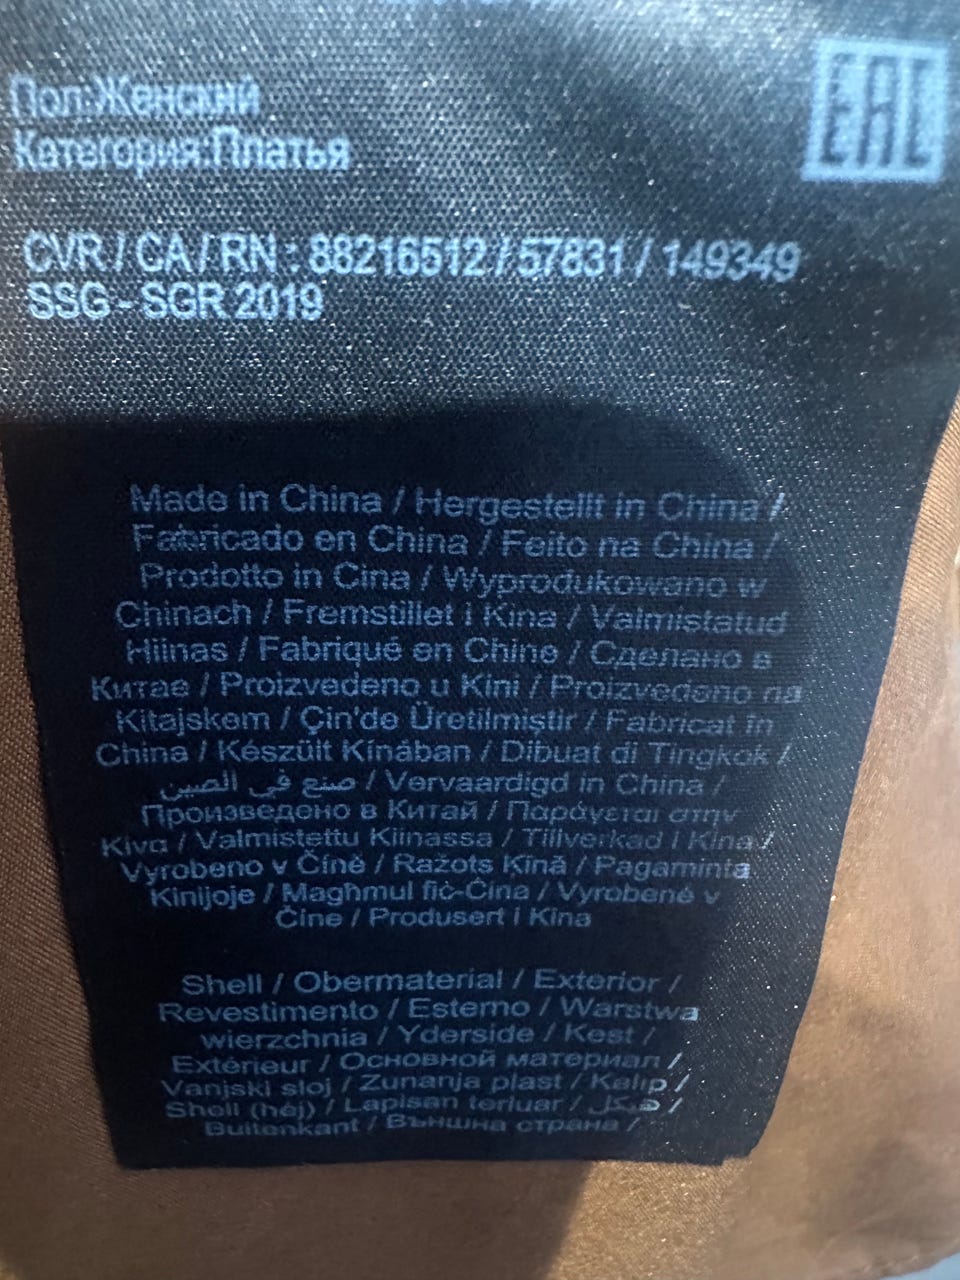 Пол:Женский
Категория:Платья
EAC
CVR / CA / RN : 88216512 / 57831 / 149349
SSG - SGR 2019
Made in China / Hergestellt in China /
Fabricado en China / Feito na China /
Prodotto in Cina / Wyprodukowano w
Chinach / Fremstillet i Kina / Valmistatud
Hiinas / Fabriqué en Chine / Сделано в
Китае / Proizvedeno u Kini / Proizvedeno na
Kitajskem / Çin'de Üretilmiştir / Fabricat în
China / Készüit Kínában / Dibuat di Tingkok /
صنع في الصين / Vervaardigd in China /
Произведено в Китай / Παράγεται στην
Κίνα / Valmistettu Kiinassa / Tillverkad i Kina /
Vyrobeno v Číně / Ražots Ķīnā / Pagaminta
Kinijoje / Magħmul fiċ-Ċina / Vyrobené v
Číne / Produsert i Kina
Shell / Obermaterial / Exterior /
Revestimento / Esterno / Warstwa
wierzchnia / Yderside / Kest /
Extérieur / Основной материал /
Vanjski sloj / Zunanja plast / Kalıp /
Shell (héj) / Lapisan terluar / هيكل /
Buitenkant / Външна страна /